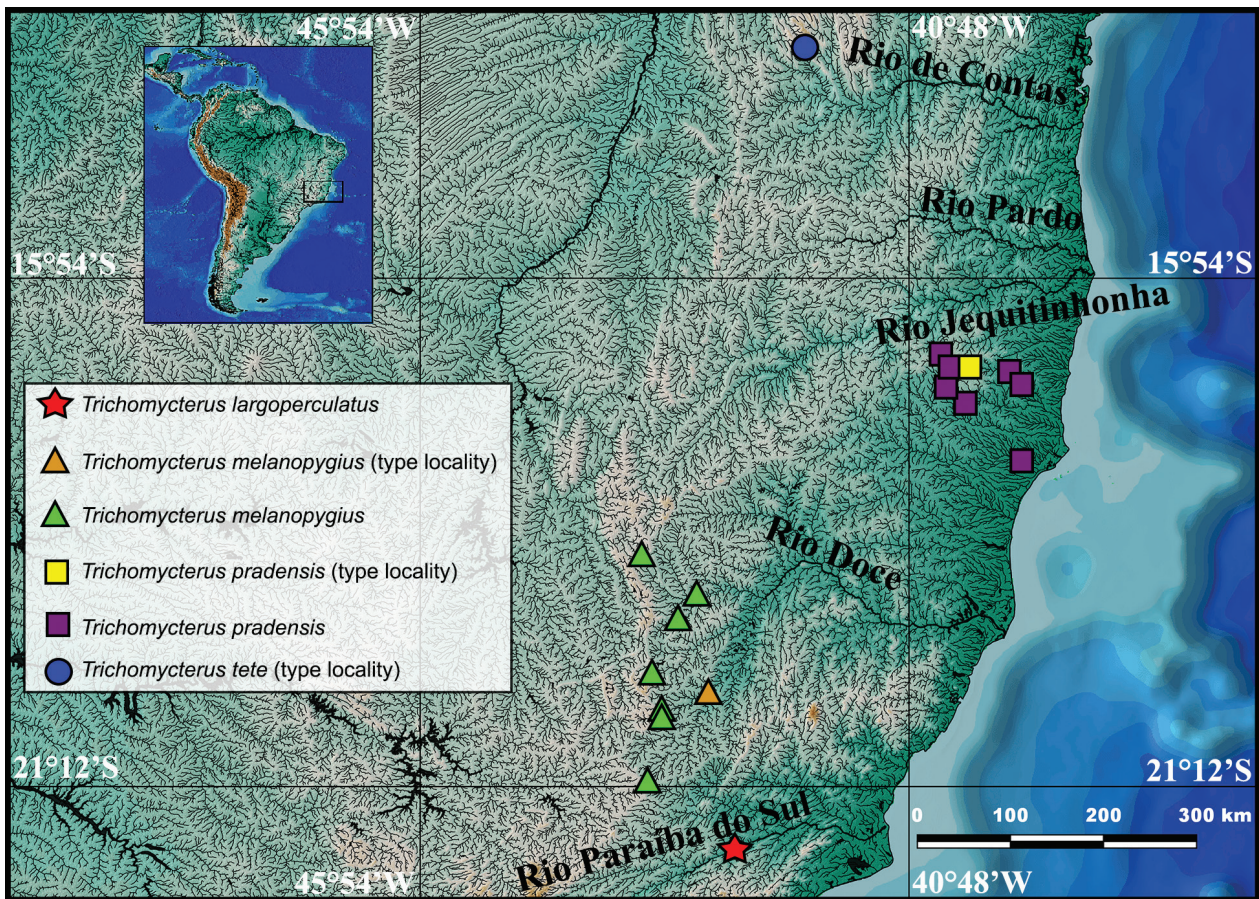 45°54’W
40°48’W
Rio de Contas
Rio Pardo
15°54’S
15°54’S
Rio Jequitinhonha
Trichomycterus largoperculatus
Trichomycterus melanopygius (type locality)
Trichomycterus melanopygius
Trichomycterus pradensis (type locality)
Trichomycterus pradensis
Trichomycterus tete (type locality)
Rio Doce
21°12’S
21°12’S
Rio Paraíba do Sul
0 100 200 300 km
45°54’W
40°48’W